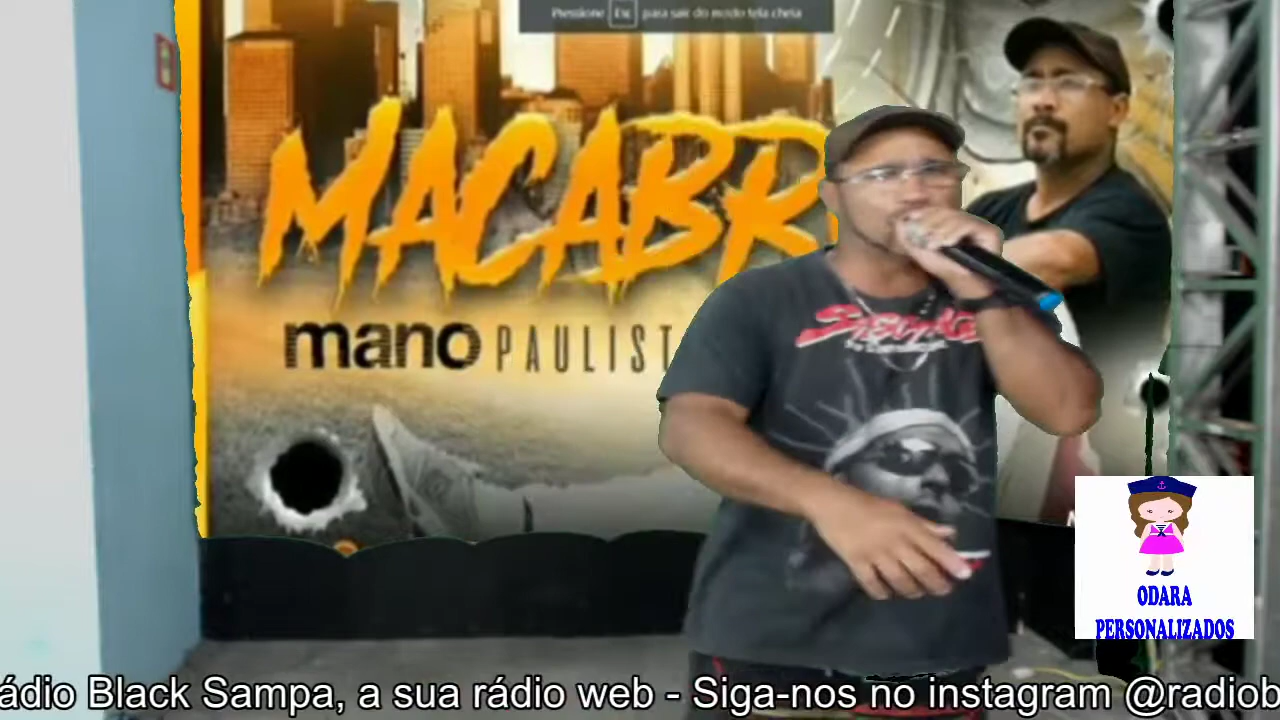 Pressione Esc para sair do modo tela cheia
MACABR
mano PAULIST
ODARA
PERSONALIZADOS
ádio Black Sampa, a sua rádio web - Siga-nos no instagram @radiob